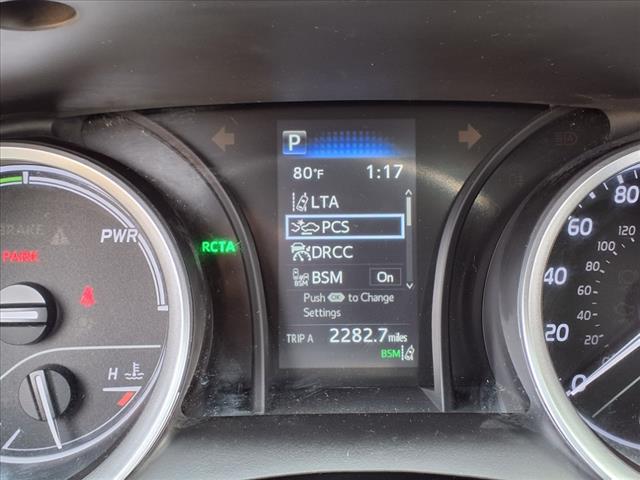 P
80°F 1:17
LTA
PCS
DRCC
BSM BSM On
Push OK to Change
Settings
TRIP A 2282.7 miles
BSM
RCTA
PWR
BRAKE
PARK
H
80
60
40
20
0
120
100
80
60
40
20